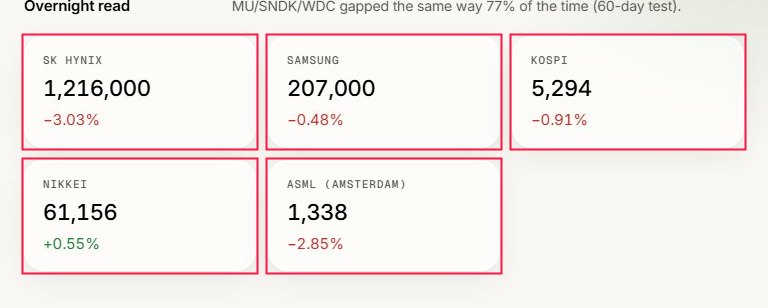 Overnight read
MU/SNDK/WDC gapped the same way 77% of the time (60-day test).
SK HYNIX
1,216,000
−3.03%
SAMSUNG
207,000
−0.48%
KOSPI
5,294
−0.91%
NIKKEI
61,156
+0.55%
ASML (AMSTERDAM)
1,338
−2.85%